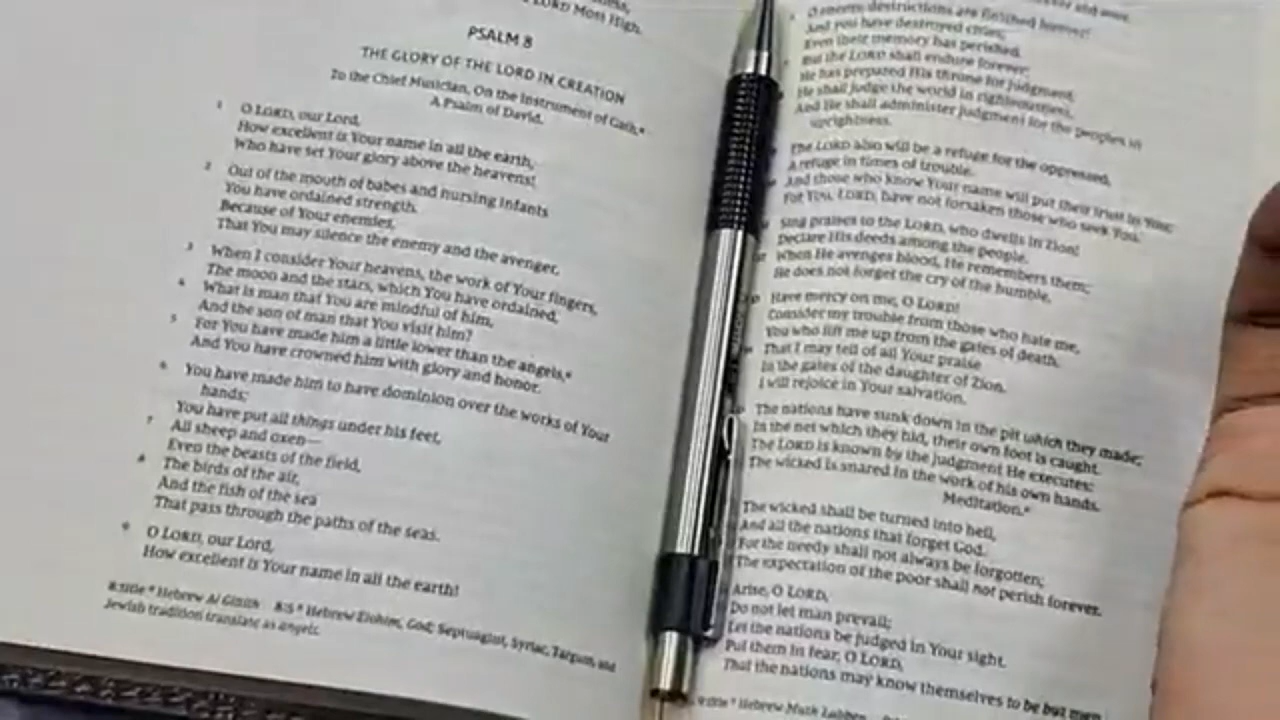 LORD Most High.
PSALM 8
THE GLORY OF THE LORD IN CREATION
To the Chief Musician. On the Instrument of Gath,*
A Psalm of David.
1 O LORD, our Lord,
How excellent is Your name in all the earth,
Who have set Your glory above the heavens!
2 Out of the mouth of babes and nursing infants
You have ordained strength,
Because of Your enemies,
That You may silence the enemy and the avenger.
3 When I consider Your heavens, the work of Your fingers,
The moon and the stars, which You have ordained,
4 What is man that You are mindful of him,
And the son of man that You visit him?
5 For You have made him a little lower than the angels,*
And You have crowned him with glory and honor.
6 You have made him to have dominion over the works of Your
hands;
You have put all things under his feet,
7 All sheep and oxen—
Even the beasts of the field,
8 The birds of the air,
And the fish of the sea
That pass through the paths of the seas.
9 O LORD, our Lord,
How excellent is Your name in all the earth!
8:title * Hebrew Al Gittith 8:5 * Hebrew Elohim, God; Septuagint, Syriac, Targum, and
Jewish tradition translate as angels.
O enemy, destructions are finished forever!
And you have destroyed cities;
Even their memory has perished.
But the LORD shall endure forever;
He has prepared His throne for judgment.
He shall judge the world in righteousness,
And He shall administer judgment for the peoples in
uprightness.
The LORD also will be a refuge for the oppressed,
A refuge in times of trouble.
And those who know Your name will put their trust in You;
For You, LORD, have not forsaken those who seek You.
Sing praises to the LORD, who dwells in Zion!
Declare His deeds among the people.
When He avenges blood, He remembers them;
He does not forget the cry of the humble.
Have mercy on me, O LORD!
Consider my trouble from those who hate me,
You who lift me up from the gates of death,
That I may tell of all Your praise
In the gates of the daughter of Zion.
I will rejoice in Your salvation.
The nations have sunk down in the pit which they made;
In the net which they hid, their own foot is caught.
The LORD is known by the judgment He executes;
The wicked is snared in the work of his own hands.
Meditation.*
The wicked shall be turned into hell,
And all the nations that forget God.
For the needy shall not always be forgotten;
The expectation of the poor shall not perish forever.
Arise, O LORD,
Do not let man prevail;
Let the nations be judged in Your sight.
Put them in fear, O LORD,
That the nations may know themselves to be but men.
9:title * Hebrew Muth Labben